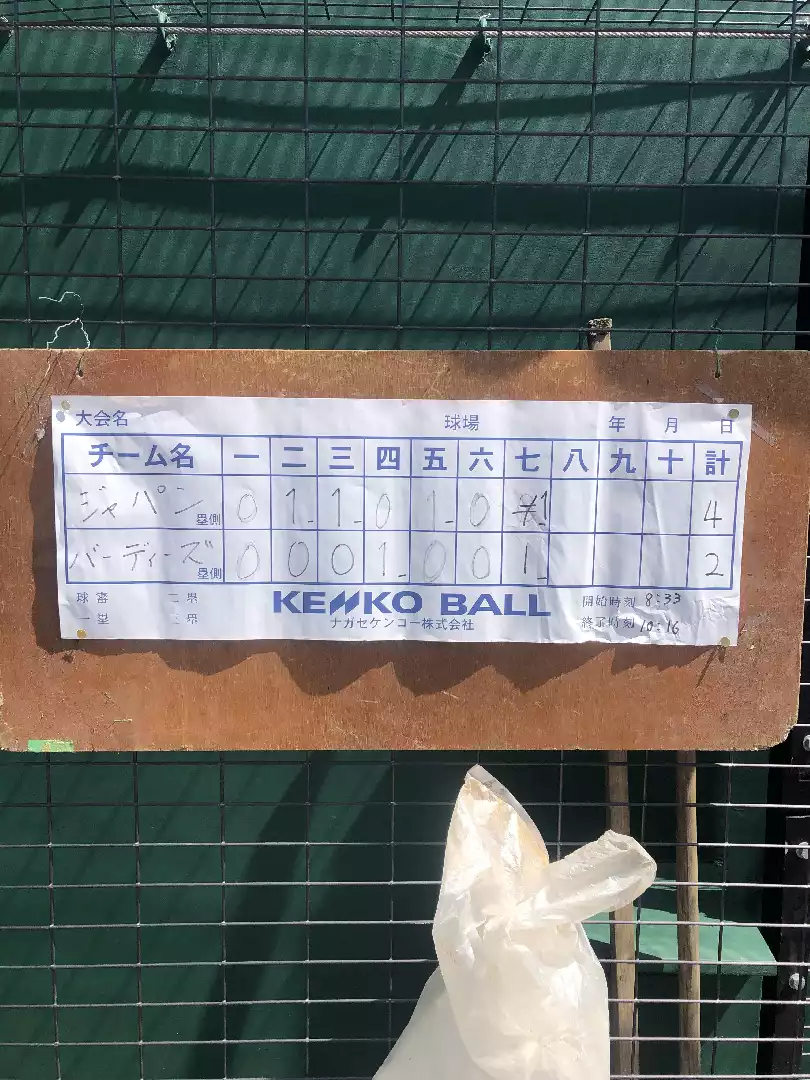 大会名 球場 年 月 日
チーム名 一 二 三 四 五 六 七 八 九 十 計
ジャパン 塁側 0 1 1 0 1 0 1 4
バーディーズ 塁側 0 0 0 1 0 0 1 2
球審 二塁 KENKO BALL 開始時刻 8:33
一塁 三塁 ナガセケンコー株式会社 終了時刻 10:16